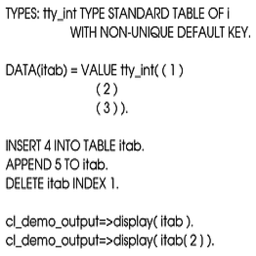 TYPES: tty_int TYPE STANDARD TABLE OF i
WITH NON-UNIQUE DEFAULT KEY.
DATA(itab) = VALUE tty_int( ( 1 )
( 2 )
( 3 ) ).
INSERT 4 INTO TABLE itab.
APPEND 5 TO itab.
DELETE itab INDEX 1.
cl_demo_output=>display( itab ).
cl_demo_output=>display( itab( 2 ) ).